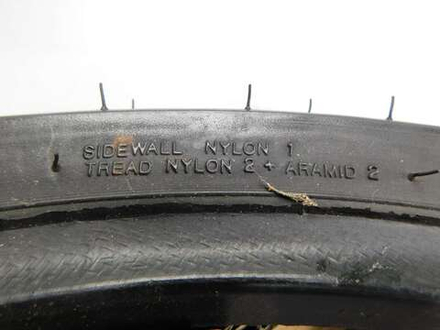 SIDEWALL NYLON 1
TREAD NYLON 2 + ARAMID 2